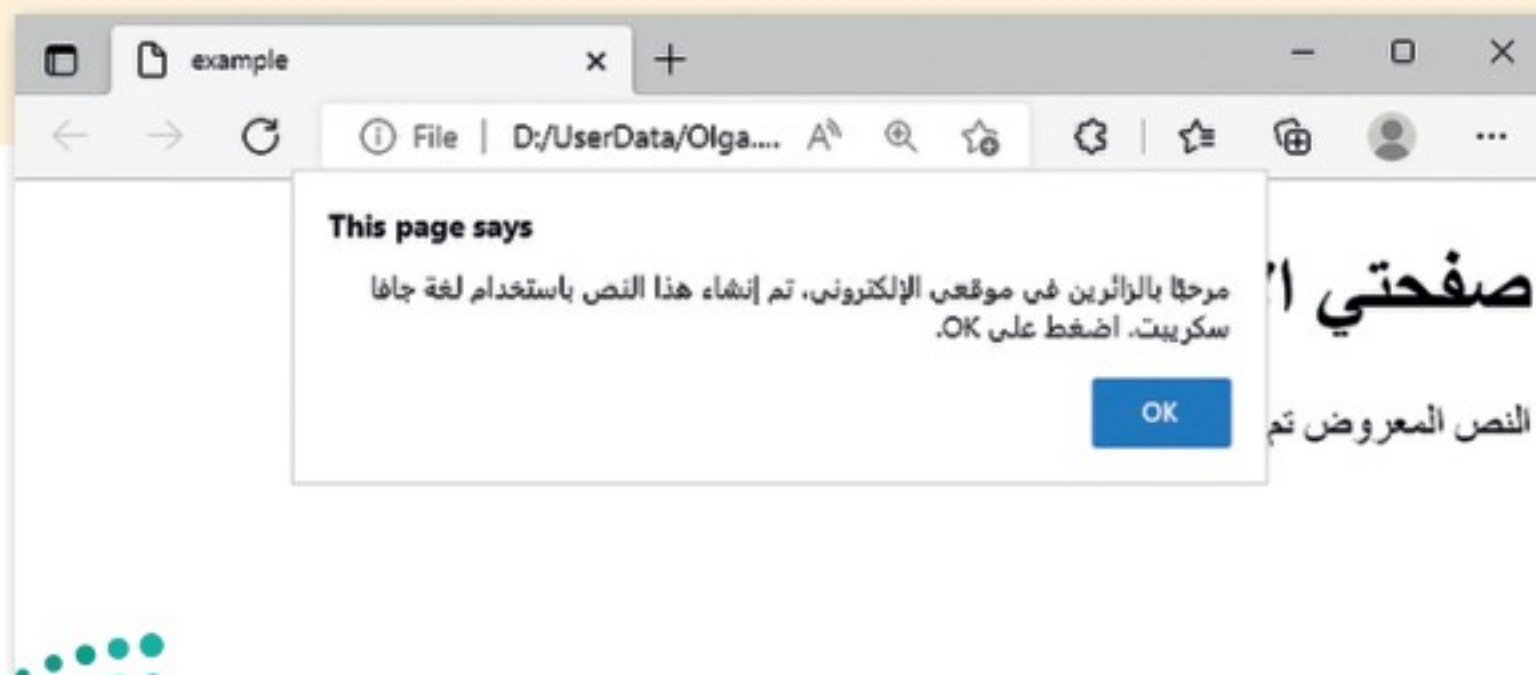 example
File | D:/UserData/Olga....
This page says
مرحبًا بالزائرين في موقعي الإلكتروني، تم إنشاء هذا النص باستخدام لغة جافا
سكريبت. اضغط على OK.
OK
صفحتي
النص المعروض تم